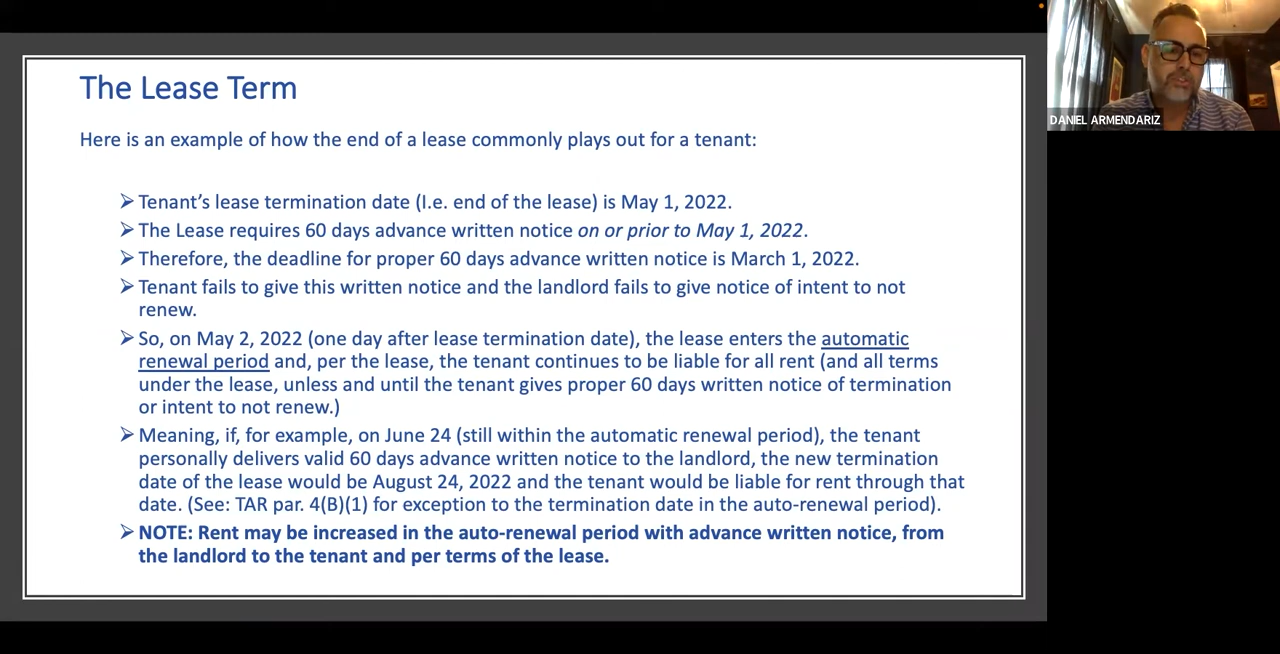 The Lease Term
Here is an example of how the end of a lease commonly plays out for a tenant:
➢ Tenant's lease termination date (I.e. end of the lease) is May 1, 2022.
➢ The Lease requires 60 days advance written notice on or prior to May 1, 2022.
➢ Therefore, the deadline for proper 60 days advance written notice is March 1, 2022.
➢ Tenant fails to give this written notice and the landlord fails to give notice of intent to not
renew.
➢ So, on May 2, 2022 (one day after lease termination date), the lease enters the automatic
renewal period and, per the lease, the tenant continues to be liable for all rent (and all terms
under the lease, unless and until the tenant gives proper 60 days written notice of termination
or intent to not renew.)
➢ Meaning, if, for example, on June 24 (still within the automatic renewal period), the tenant
personally delivers valid 60 days advance written notice to the landlord, the new termination
date of the lease would be August 24, 2022 and the tenant would be liable for rent through that
date. (See: TAR par. 4(B)(1) for exception to the termination date in the auto-renewal period).
➢ NOTE: Rent may be increased in the auto-renewal period with advance written notice, from
the landlord to the tenant and per terms of the lease.
DANIEL ARMENDARIZ